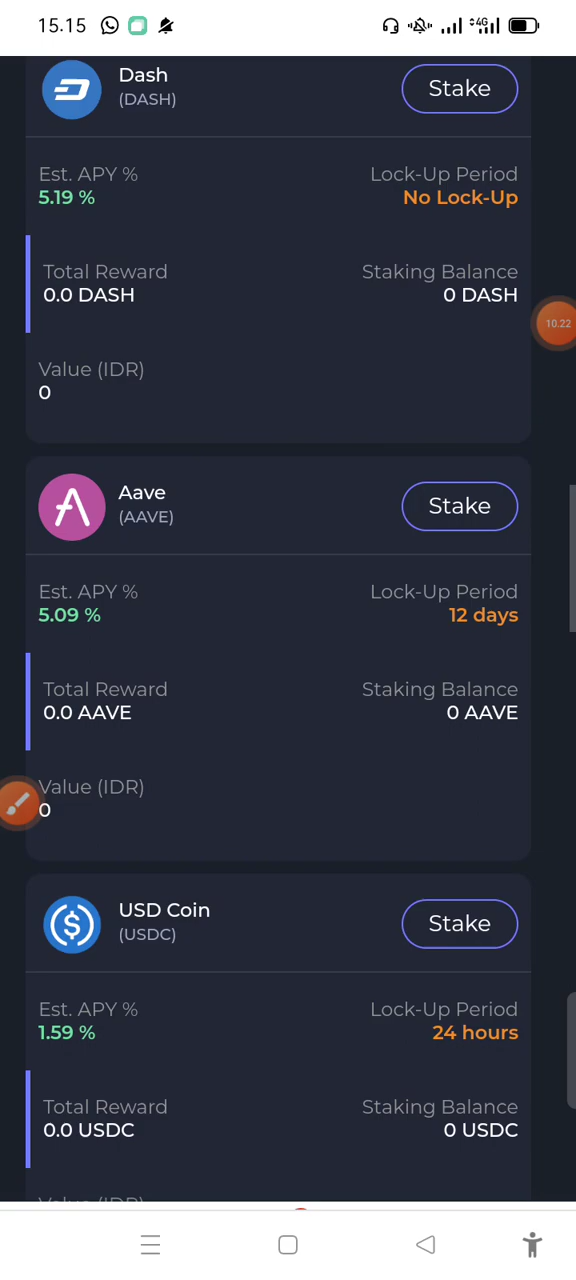 15.15
4G
Dash
(DASH)
Stake
Est. APY %
Lock-Up Period
5.19 %
No Lock-Up
Total Reward
Staking Balance
0.0 DASH
0 DASH
10.22
Value (IDR)
0
Aave
(AAVE)
Stake
Est. APY %
Lock-Up Period
5.09 %
12 days
Total Reward
Staking Balance
0.0 AAVE
0 AAVE
Value (IDR)
0
USD Coin
(USDC)
Stake
Est. APY %
Lock-Up Period
1.59 %
24 hours
Total Reward
Staking Balance
0.0 USDC
0 USDC
Value (IDR)